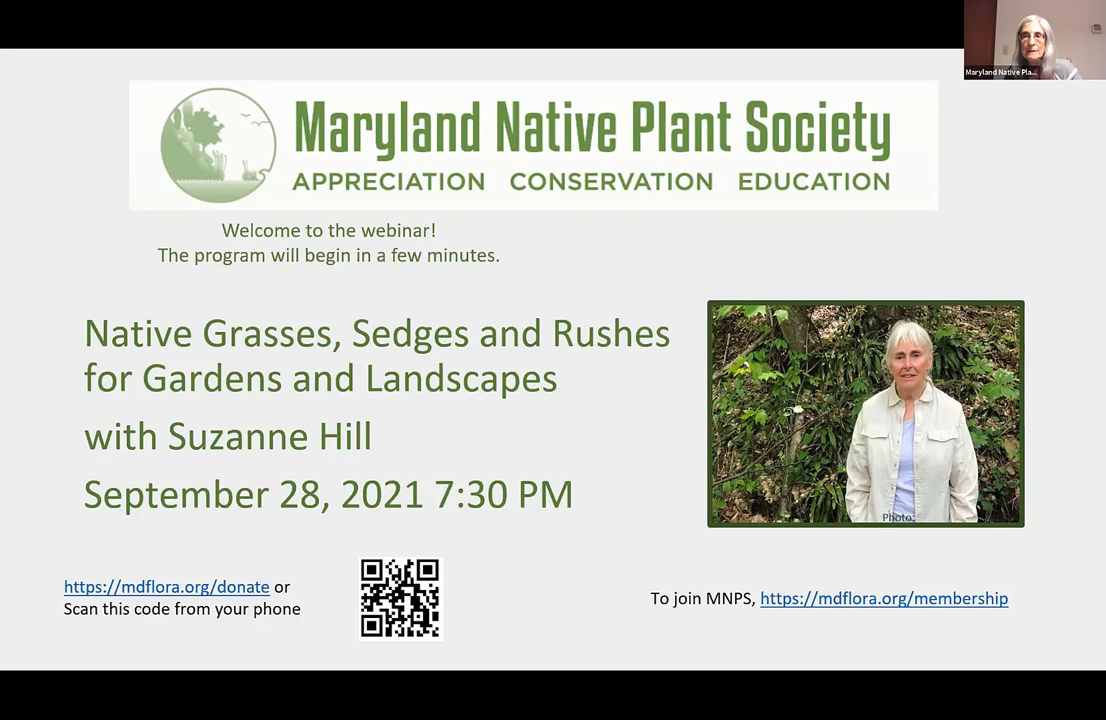 Maryland Native Pla...
Maryland Native Plant Society
APPRECIATION CONSERVATION EDUCATION
Welcome to the webinar!
The program will begin in a few minutes.
Native Grasses, Sedges and Rushes
for Gardens and Landscapes
with Suzanne Hill
September 28, 2021 7:30 PM
Photo:
https://mdflora.org/donate or
Scan this code from your phone
To join MNPS, https://mdflora.org/membership